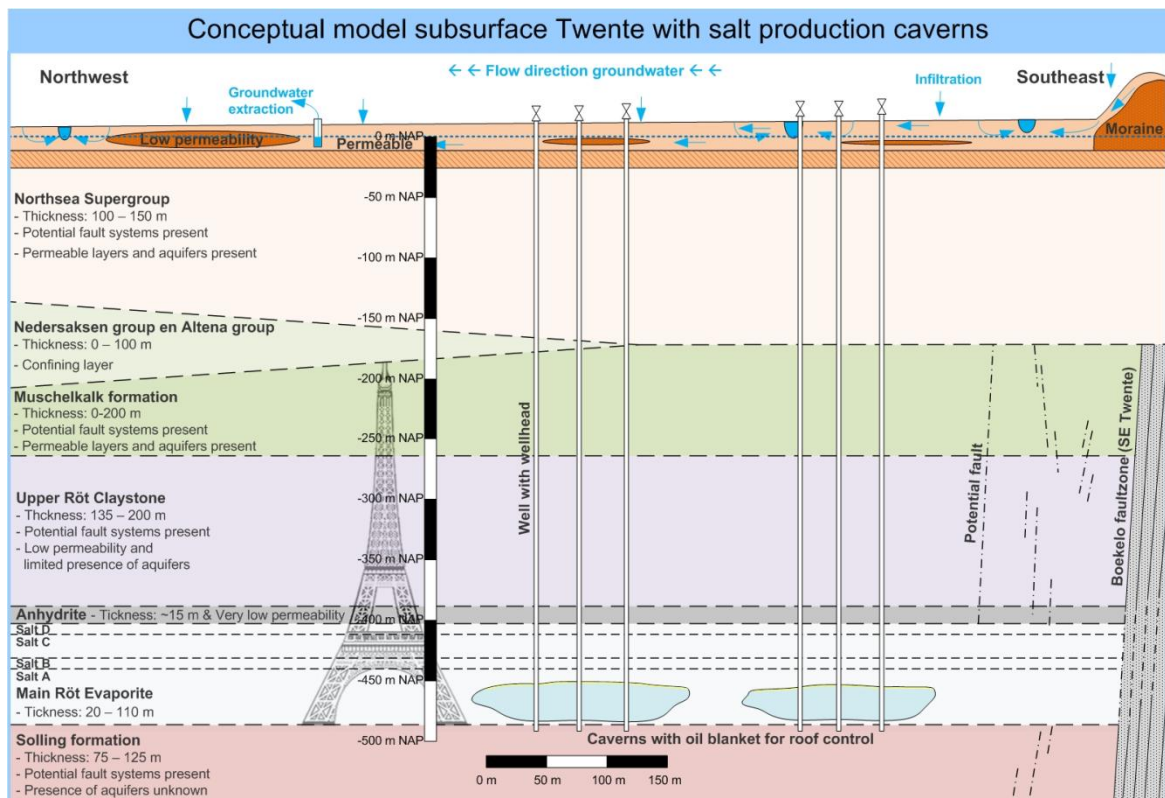 Conceptual model subsurface Twente with salt production caverns
Northwest
← ← Flow direction groundwater ← ←
Southeast
Groundwater
extraction
Infiltration
Low permeability
Permeable
0 m NAP
Moraine
Northsea Supergroup
- Thickness: 100 – 150 m
- Potential fault systems present
- Permeable layers and aquifers present
-50 m NAP
-100 m NAP
-150 m NAP
Nedersaksen group en Altena group
- Thickness: 0 – 100 m
- Confining layer
-200 m NAP
Muschelkalk formation
- Thickness: 0-200 m
- Potential fault systems present
- Permeable layers and aquifers present
-250 m NAP
Well with wellhead
Potential fault
Boekelo faultzone (SE Twente)
Upper Röt Claystone
- Thckness: 135 – 200 m
- Potential fault systems present
- Low permeability and
limited presence of aquifers
-300 m NAP
-350 m NAP
Anhydrite - Tickness: ~15 m & Very low permeability
-400 m NAP
Salt D
Salt C
Salt B
Salt A
-450 m NAP
Main Röt Evaporite
- Tickness: 20 – 110 m
-500 m NAP
Solling formation
- Thickness: 75 – 125 m
- Potential fault systems present
- Presence of aquifers unknown
Caverns with oil blanket for roof control
0 m 50 m 100 m 150 m